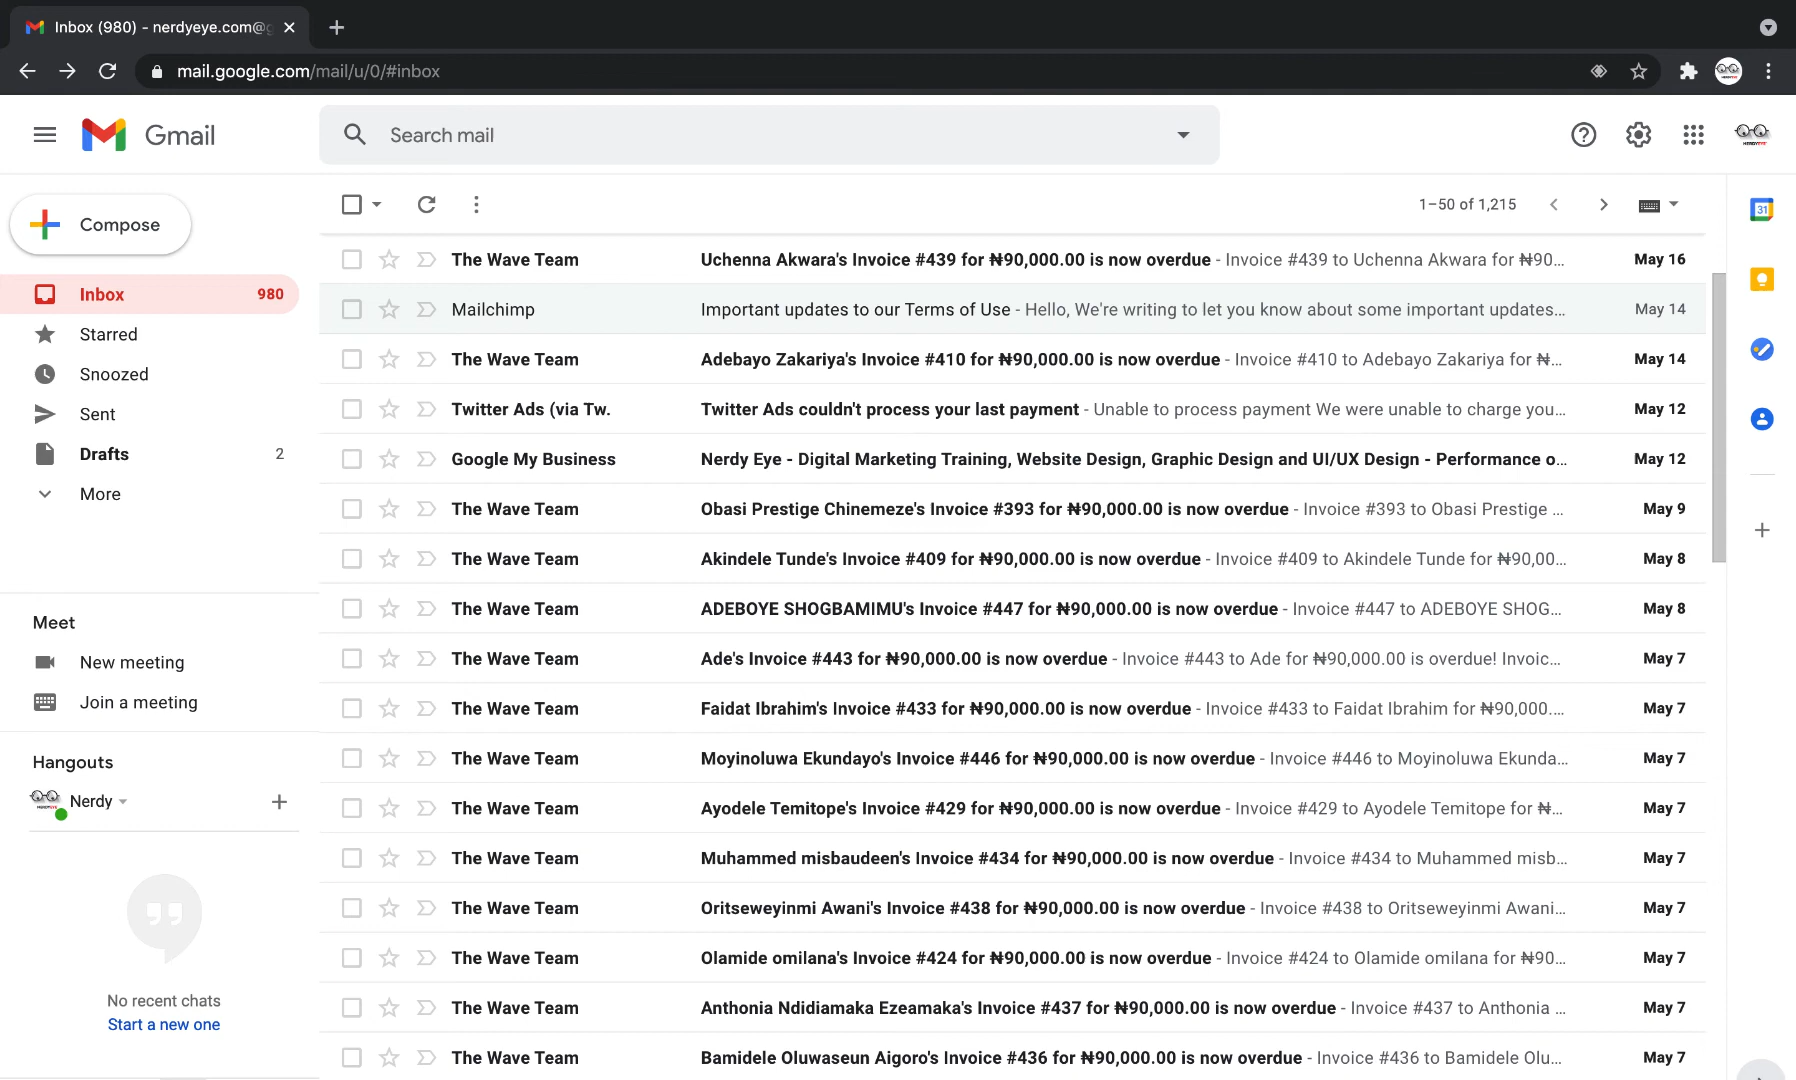 Inbox (980) - nerdyeye.com@g
mail.google.com/mail/u/0/#inbox
Gmail
Search mail
Compose
1–50 of 1,215
Inbox 980
Starred
Snoozed
Sent
Drafts 2
More
Meet
New meeting
Join a meeting
Hangouts
Nerdy
No recent chats
Start a new one
The Wave Team Uchenna Akwara's Invoice #439 for ₦90,000.00 is now overdue - Invoice #439 to Uchenna Akwara for ₦90... May 16
Mailchimp Important updates to our Terms of Use - Hello, We're writing to let you know about some important updates... May 14
The Wave Team Adebayo Zakariya's Invoice #410 for ₦90,000.00 is now overdue - Invoice #410 to Adebayo Zakariya for ₦... May 14
Twitter Ads (via Tw. Twitter Ads couldn't process your last payment - Unable to process payment We were unable to charge you... May 12
Google My Business Nerdy Eye - Digital Marketing Training, Website Design, Graphic Design and UI/UX Design - Performance o... May 12
The Wave Team Obasi Prestige Chinemeze's Invoice #393 for ₦90,000.00 is now overdue - Invoice #393 to Obasi Prestige ... May 9
The Wave Team Akindele Tunde's Invoice #409 for ₦90,000.00 is now overdue - Invoice #409 to Akindele Tunde for ₦90,00... May 8
The Wave Team ADEBOYE SHOGBAMIMU's Invoice #447 for ₦90,000.00 is now overdue - Invoice #447 to ADEBOYE SHOG... May 8
The Wave Team Ade's Invoice #443 for ₦90,000.00 is now overdue - Invoice #443 to Ade for ₦90,000.00 is overdue! Invoic... May 7
The Wave Team Faidat Ibrahim's Invoice #433 for ₦90,000.00 is now overdue - Invoice #433 to Faidat Ibrahim for ₦90,000.... May 7
The Wave Team Moyinoluwa Ekundayo's Invoice #446 for ₦90,000.00 is now overdue - Invoice #446 to Moyinoluwa Ekunda... May 7
The Wave Team Ayodele Temitope's Invoice #429 for ₦90,000.00 is now overdue - Invoice #429 to Ayodele Temitope for ₦... May 7
The Wave Team Muhammed misbaudeen's Invoice #434 for ₦90,000.00 is now overdue - Invoice #434 to Muhammed misb... May 7
The Wave Team Oritseweyinmi Awani's Invoice #438 for ₦90,000.00 is now overdue - Invoice #438 to Oritseweyinmi Awani... May 7
The Wave Team Olamide omilana's Invoice #424 for ₦90,000.00 is now overdue - Invoice #424 to Olamide omilana for ₦90... May 7
The Wave Team Anthonia Ndidiamaka Ezeamaka's Invoice #437 for ₦90,000.00 is now overdue - Invoice #437 to Anthonia ... May 7
The Wave Team Bamidele Oluwaseun Aigoro's Invoice #436 for ₦90,000.00 is now overdue - Invoice #436 to Bamidele Olu... May 7
31